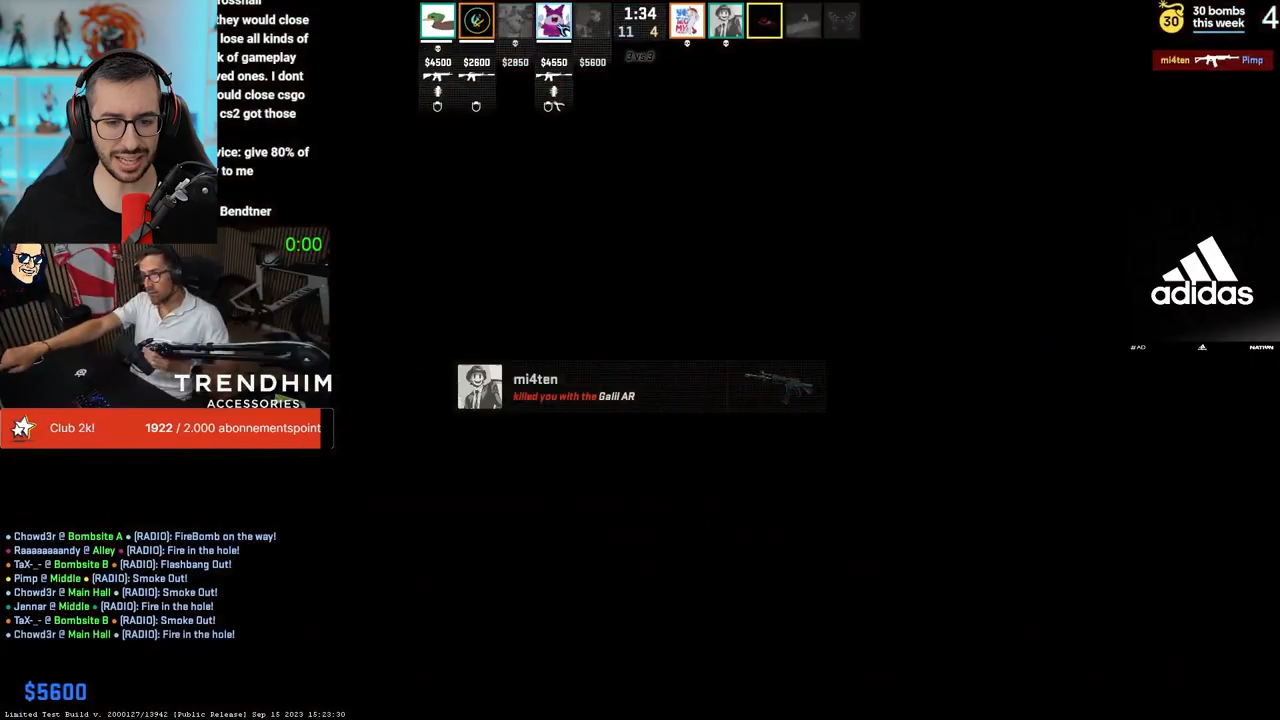 they would close
lose all kinds of
k of gameplay
ved ones. I dont
ould close csgo
cs2 got those
vice: give 80% of
to me
Bendtner
0:00
TRENDHIM
ACCESSORIES
Club 2k! 1922 / 2.000 abonnementspoint
1:34
11 4
3 vs 3
$4500 $2600 $2850 $4550 $5600
30
30 bombs
this week
4
mi4ten Pimp
adidas
#AD
mi4ten
killed you with the Galil AR
• Chowd3r @ Bombsite A • (RADIO): FireBomb on the way!
• Raaaaaaaandy @ Alley • (RADIO): Fire in the hole!
• TaX-_- @ Bombsite B • (RADIO): Flashbang Out!
• Pimp @ Middle • (RADIO): Smoke Out!
• Chowd3r @ Main Hall • (RADIO): Smoke Out!
• Jennar @ Middle • (RADIO): Fire in the hole!
• TaX-_- @ Bombsite B • (RADIO): Smoke Out!
• Chowd3r @ Main Hall • (RADIO): Fire in the hole!
$5600
Limited Test Build v. 2000127/13942 [Public Release] Sep 15 2023 15:23:30